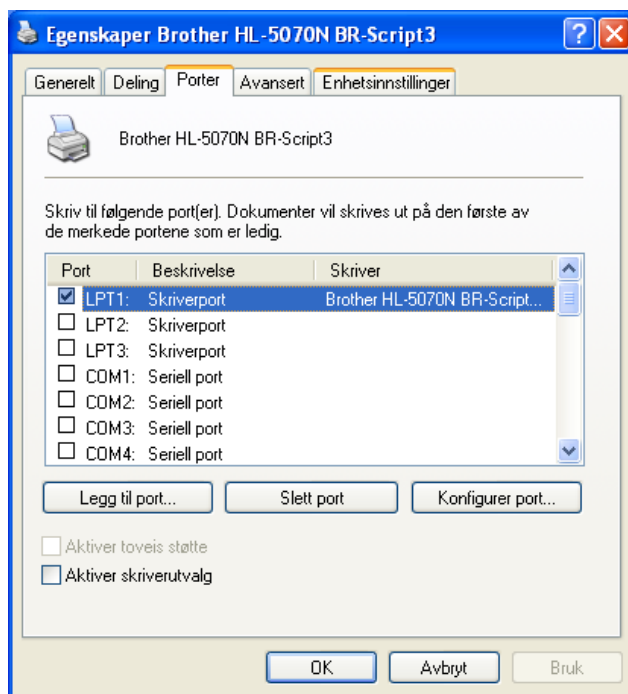 Egenskaper Brother HL-5070N BR-Script3
Generelt Deling Porter Avansert Enhetsinnstillinger
Brother HL-5070N BR-Script3
Skriv til følgende port(er). Dokumenter vil skrives ut på den første av
de merkede portene som er ledig.
Port Beskrivelse Skriver
LPT1: Skriverport Brother HL-5070N BR-Script...
LPT2: Skriverport
LPT3: Skriverport
COM1: Seriell port
COM2: Seriell port
COM3: Seriell port
COM4: Seriell port
Legg til port... Slett port Konfigurer port...
Aktiver toveis støtte
Aktiver skriverutvalg
OK Avbryt Bruk